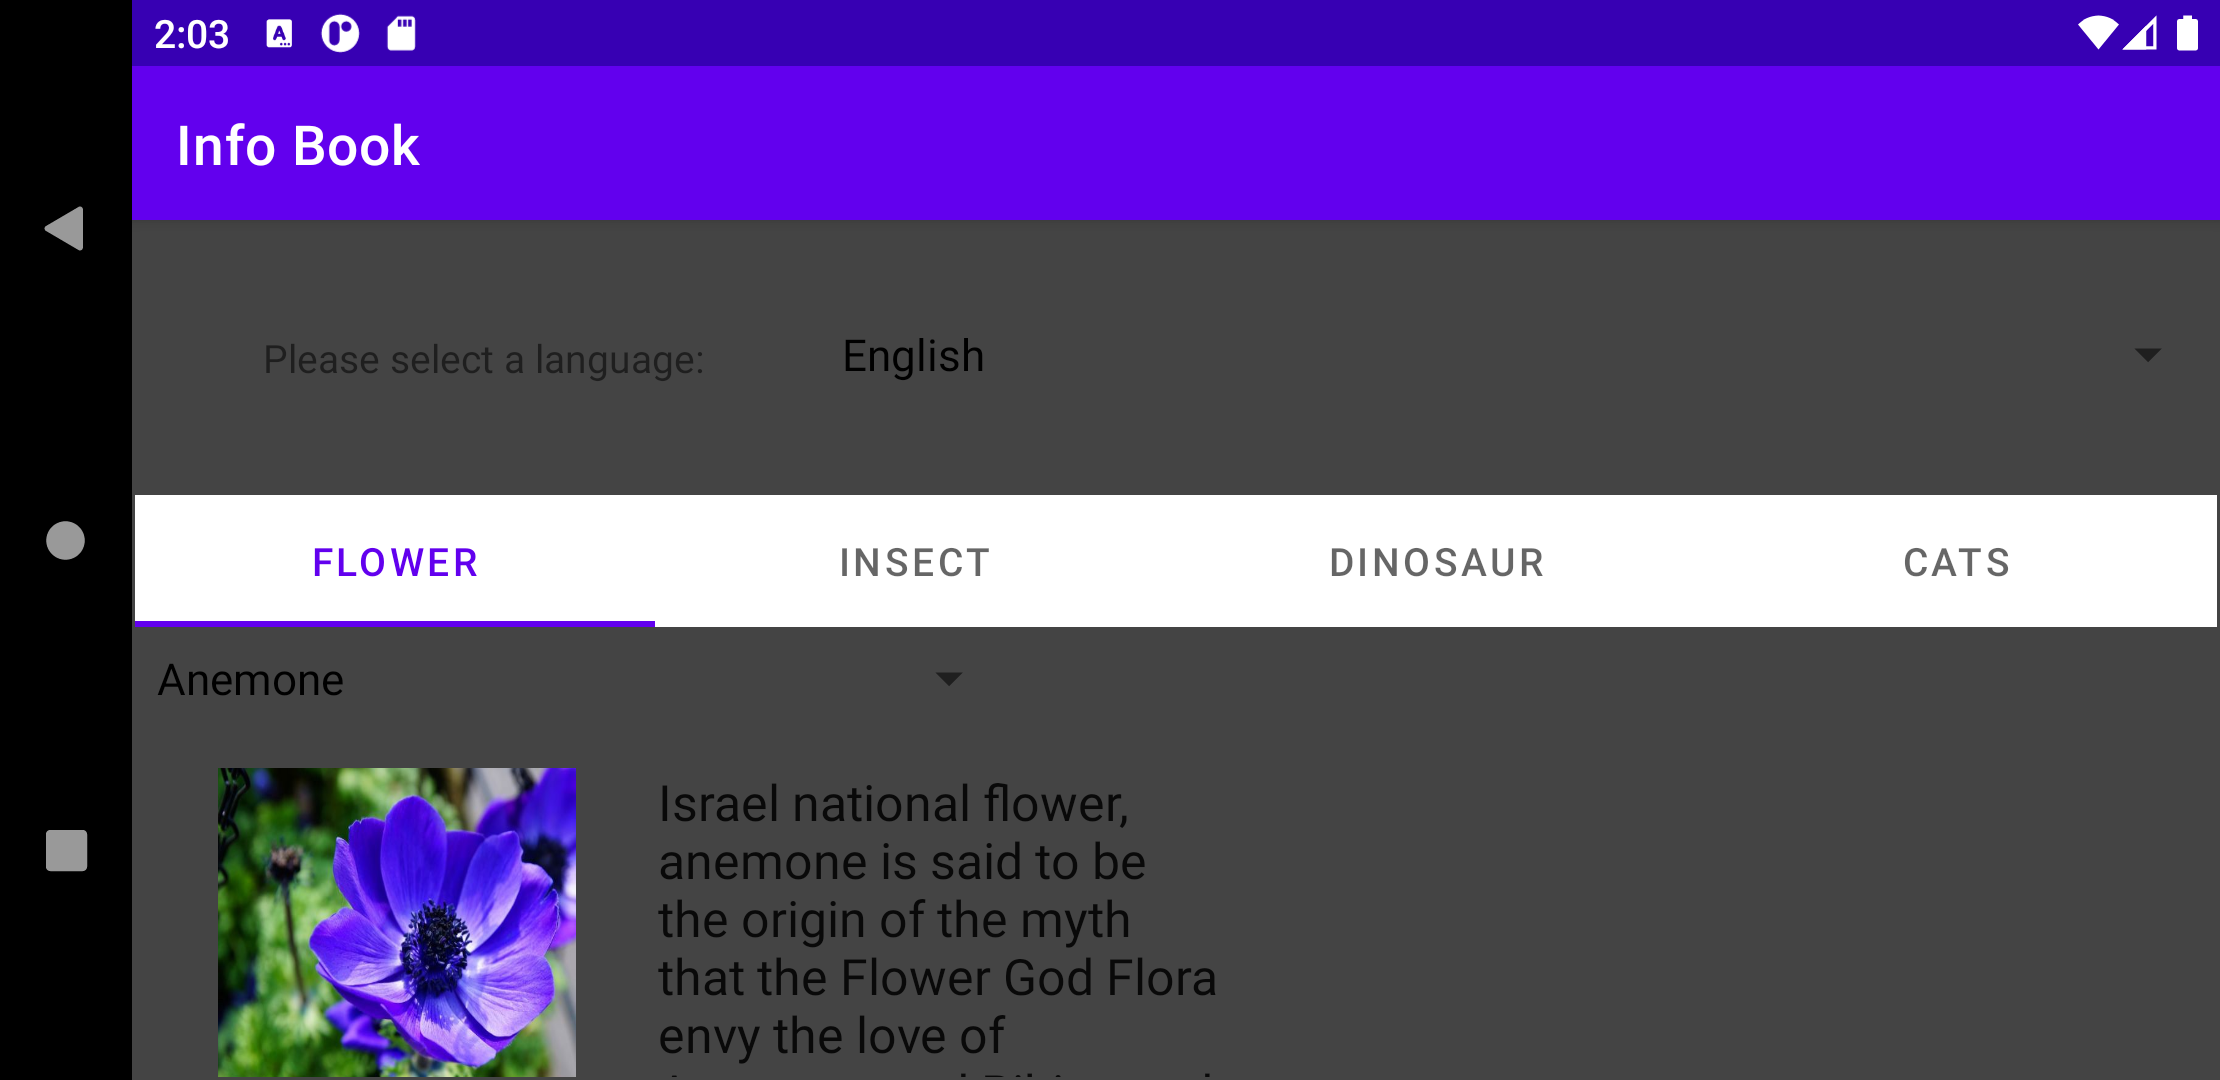 2:03
Info Book
Please select a language:
English
FLOWER
INSECT
DINOSAUR
CATS
Anemone
Israel national flower,
anemone is said to be
the origin of the myth
that the Flower God Flora
envy the love of